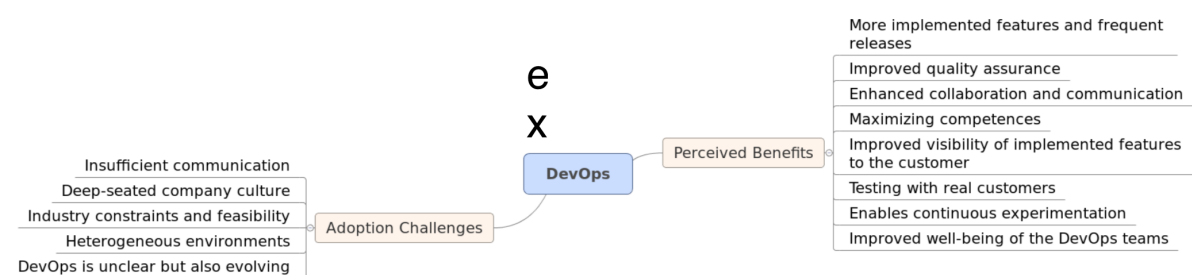 e
x
DevOps
Perceived Benefits
More implemented features and frequent
releases
Improved quality assurance
Enhanced collaboration and communication
Maximizing competences
Improved visibility of implemented features
to the customer
Testing with real customers
Enables continuous experimentation
Improved well-being of the DevOps teams
Adoption Challenges
Insufficient communication
Deep-seated company culture
Industry constraints and feasibility
Heterogeneous environments
DevOps is unclear but also evolving